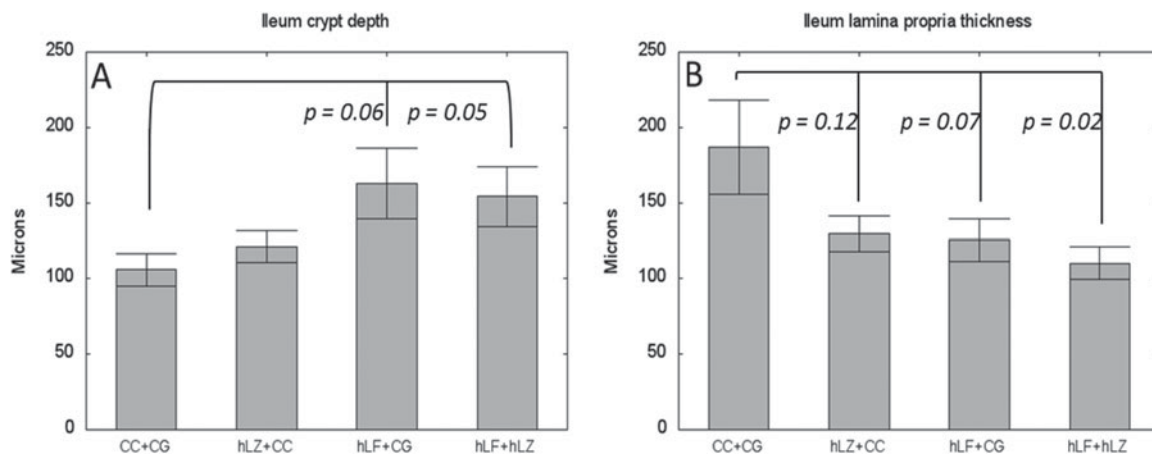 Ileum crypt depth
A
250
200
150
100
50
0
Microns
p = 0.06
p = 0.05
CC+CG
hLZ+CC
hLF+CG
hLF+hLZ
Ileum lamina propria thickness
B
250
200
150
100
50
0
Microns
p = 0.12
p = 0.07
p = 0.02
CC+CG
hLZ+CC
hLF+CG
hLF+hLZ